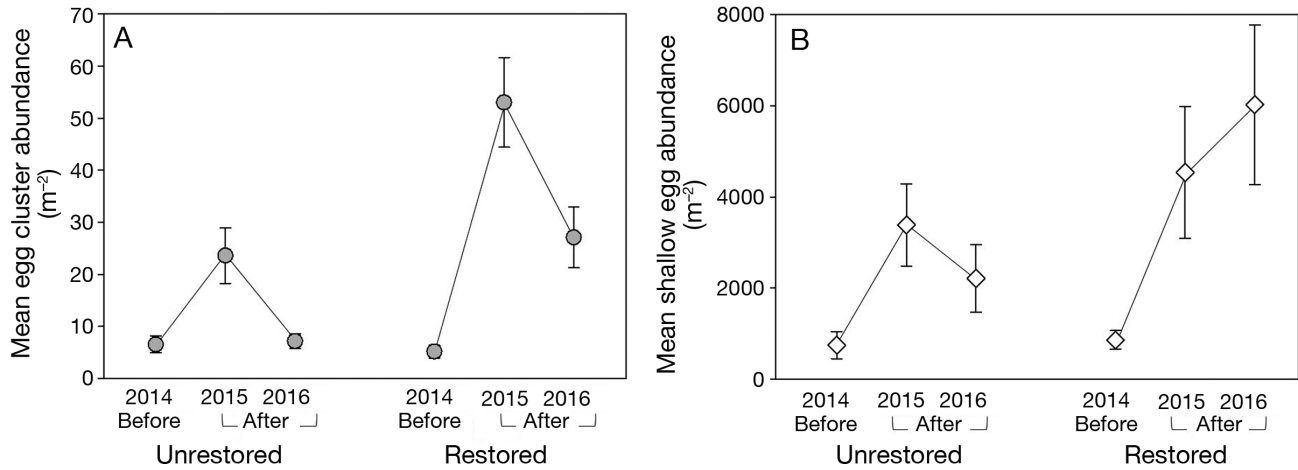 A
Mean egg cluster abundance
(m⁻²)
70
60
50
40
30
20
10
0
2014 2015 2016 2014 2015 2016
Before After Before After
Unrestored Restored
B
Mean shallow egg abundance
(m⁻²)
8000
6000
4000
2000
0
2014 2015 2016 2014 2015 2016
Before After Before After
Unrestored Restored